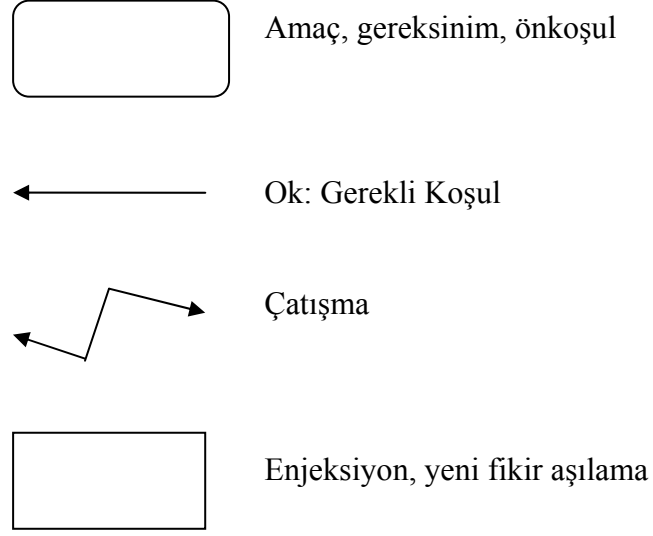 Amaç, gereksinim, önkoşul
Ok: Gerekli Koşul
Çatışma
Enjeksiyon, yeni fikir aşılama